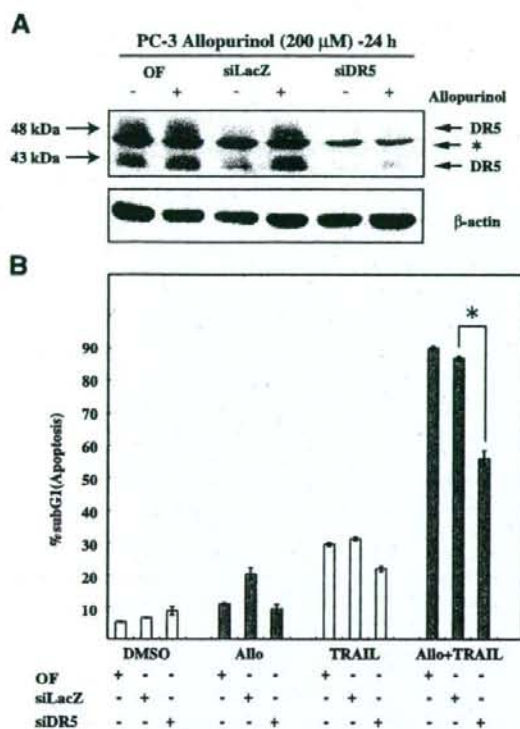 A
PC-3 Allopurinol (200 μM) -24 h
OF siLacZ siDR5
- + - + - + Allopurinol
48 kDa DR5
*
43 kDa DR5
β-actin
B
*
90
80
70
60
50
40
30
20
10
%subG1(Apoptosis)
DMSO Allo TRAIL Allo+TRAIL
OF + - - + - - + - - + - -
siLacZ - + - - + - - + - - + -
siDR5 - - + - - + - - + - - +